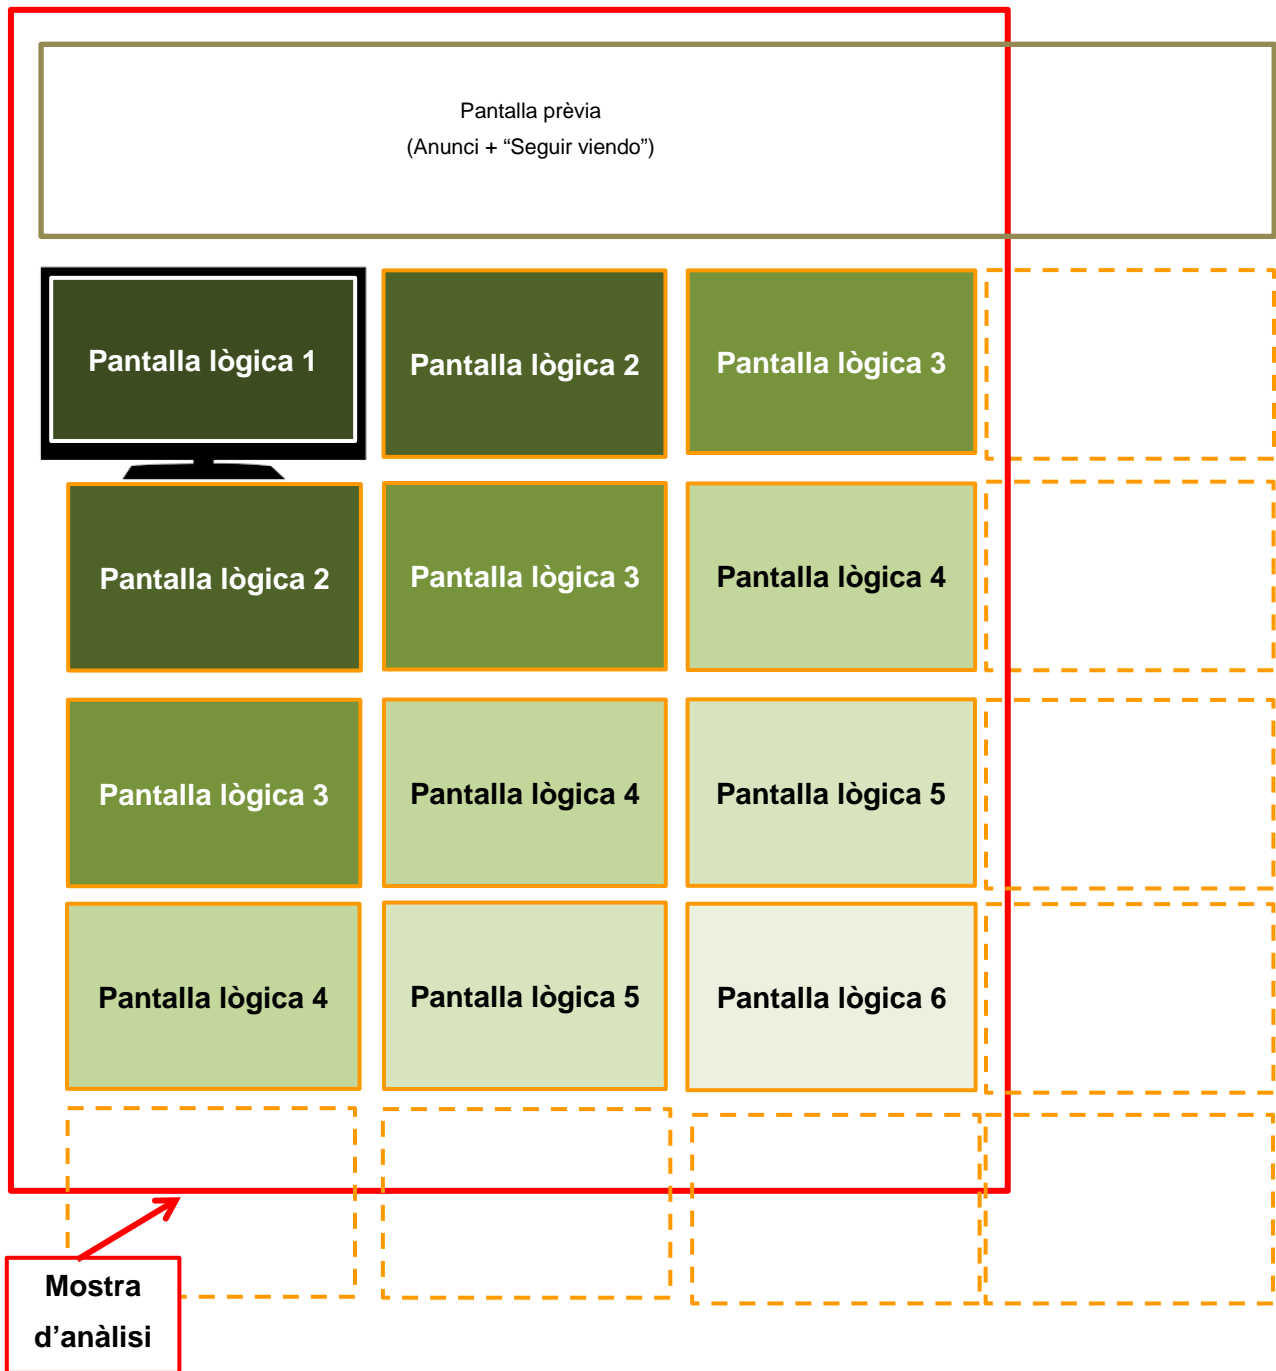 Pantalla prèvia
(Anunci + “Seguir viendo”)
Pantalla lògica 1
Pantalla lògica 2
Pantalla lògica 3
Pantalla lògica 2
Pantalla lògica 3
Pantalla lògica 4
Pantalla lògica 3
Pantalla lògica 4
Pantalla lògica 5
Pantalla lògica 4
Pantalla lògica 5
Pantalla lògica 6
Mostra
d’anàlisi